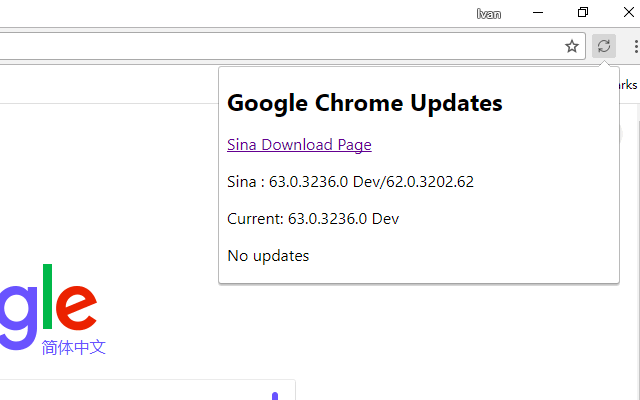 Ivan
arks
Google Chrome Updates
Sina Download Page
Sina : 63.0.3236.0 Dev/62.0.3202.62
Current: 63.0.3236.0 Dev
No updates
gle
简体中文